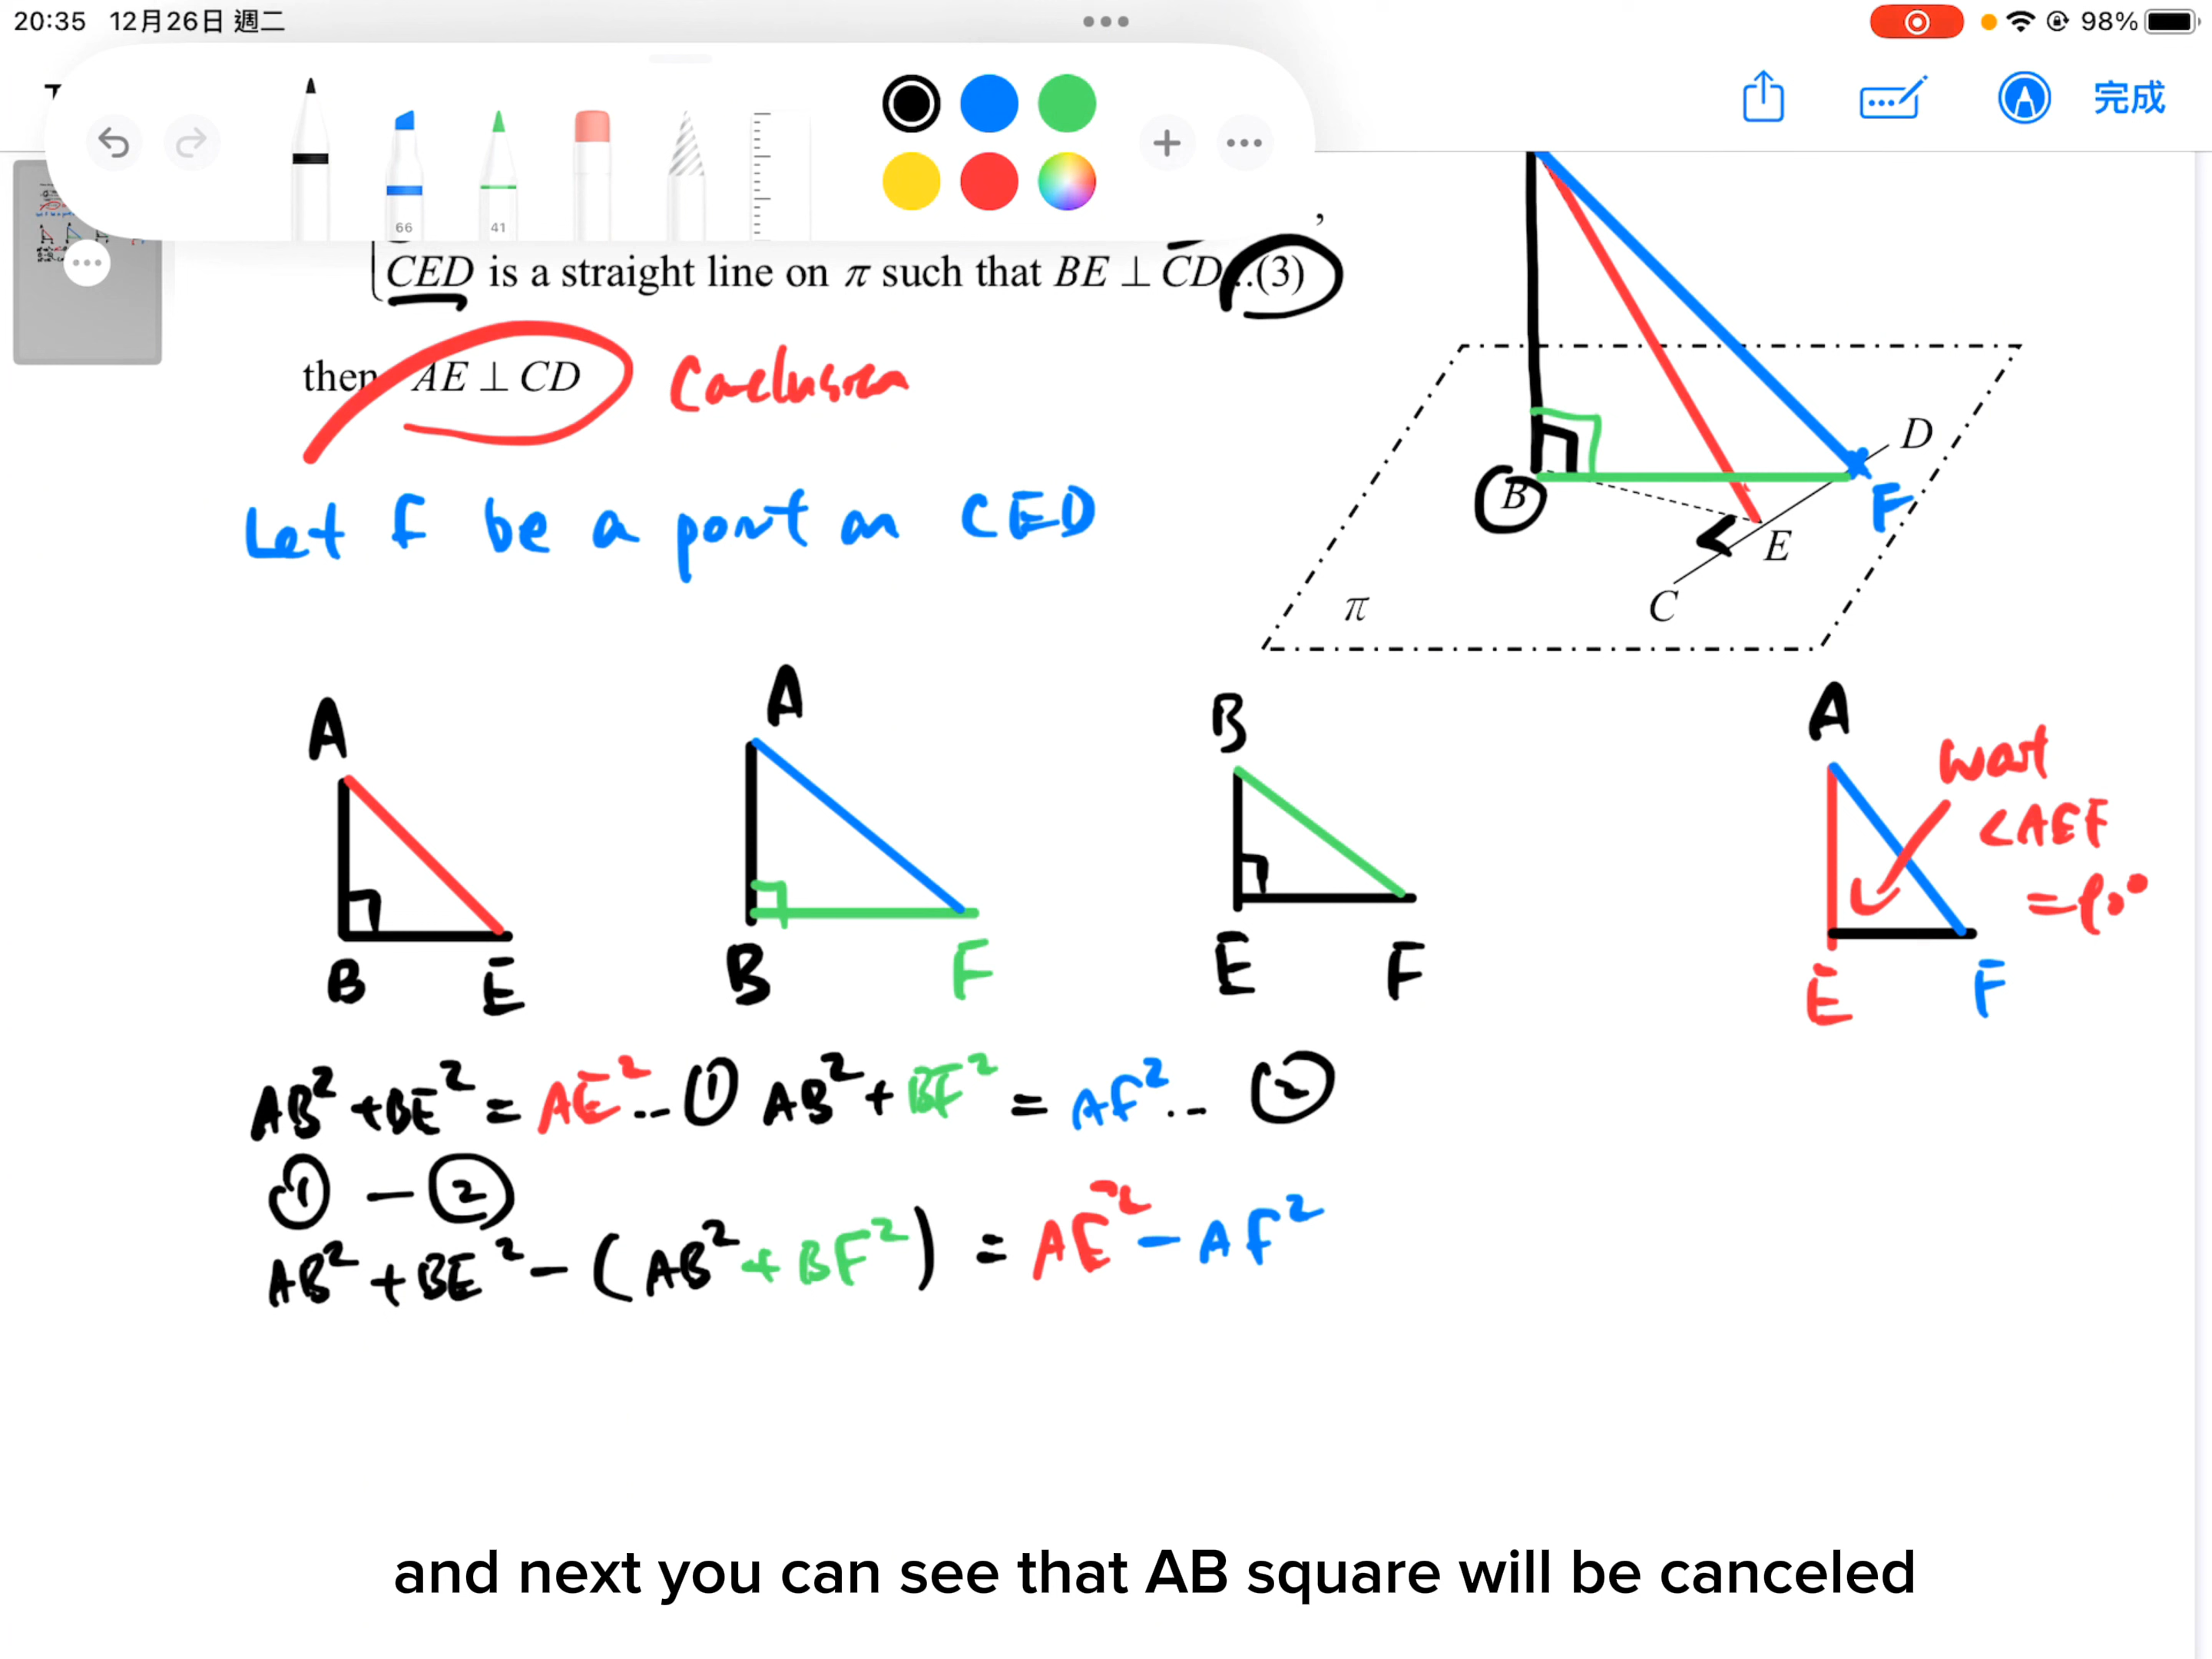 20:35 12月26日 週二
98%
完成
66
41
,
CED is a straight line on π such that BE ⊥ CD...(3)
then AE ⊥ CD
Conclusion
Let F be a point on CED
B
D
F
E
C
π
A
A
B
A
want
<AEF
= 90°
B E
B F
E F
E F
AB² + BE² = AE² -- ① AB² + BF² = AF² .. ②
① - ②
AB² + BE² - (AB² + BF²) = AE² - AF²
and next you can see that AB square will be canceled